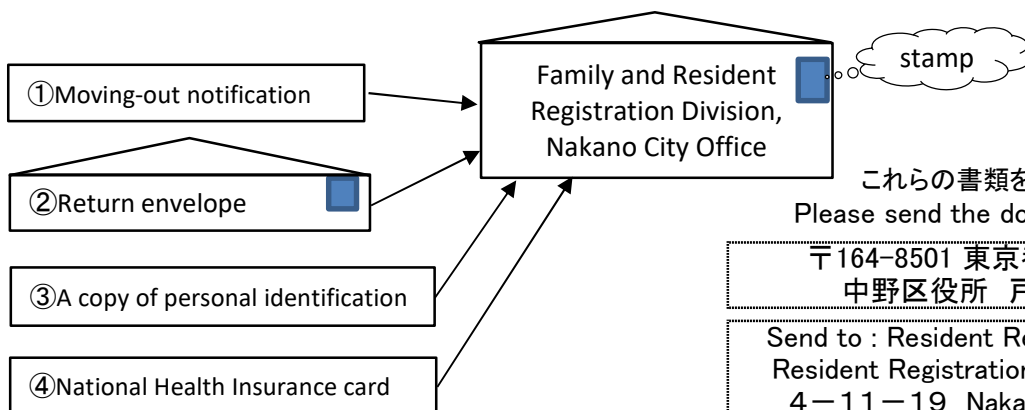 ①Moving-out notification
②Return envelope
③A copy of personal identification
④National Health Insurance card
Family and Resident
Registration Division,
Nakano City Office
stamp
これらの書類を
Please send the do
〒164-8501 東京
中野区役所 戸
Send to : Resident Re
Resident Registration
4－11－19 Naka